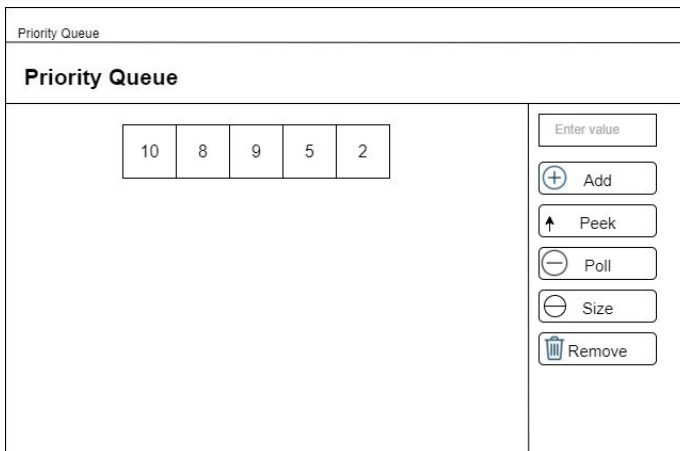 Priority Queue
Priority Queue
10 8 9 5 2
Enter value
Add
Peek
Poll
Size
Remove